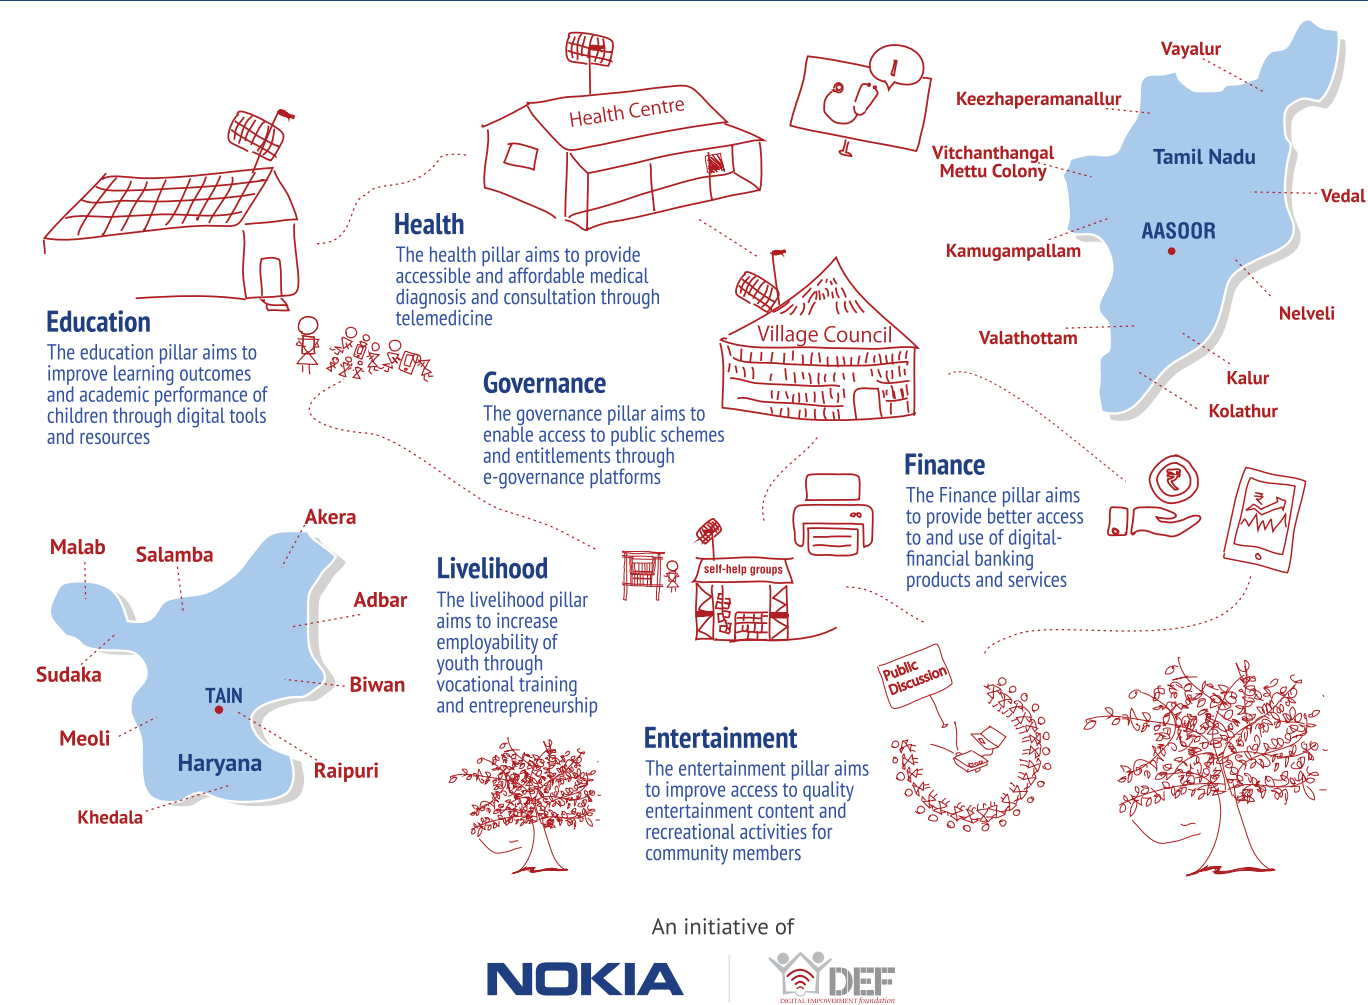 Health Centre
Health
The health pillar aims to provide
accessible and affordable medical
diagnosis and consultation through
telemedicine
Education
The education pillar aims to
improve learning outcomes
and academic performance of
children through digital tools
and resources
Village Council
Governance
The governance pillar aims to
enable access to public schemes
and entitlements through
e-governance platforms
Vayalur
Keezhaperamanallur
Vitchanthangal
Mettu Colony
Tamil Nadu
Vedal
AASOOR
Kamugampallam
Nelveli
Valathottam
Kalur
Kolathur
Finance
The Finance pillar aims
to provide better access
to and use of digital-
financial banking
products and services
₹
₹
Akera
Malab
Salamba
Adbar
Sudaka
TAIN
Biwan
Meoli
Haryana
Raipuri
Khedala
self-help groups
Livelihood
The livelihood pillar
aims to increase
employability of
youth through
vocational training
and entrepreneurship
Public
Discussion
Entertainment
The entertainment pillar aims
to improve access to quality
entertainment content and
recreational activities for
community members
An initiative of
NOKIA
DEF
DIGITAL EMPOWERMENT foundation